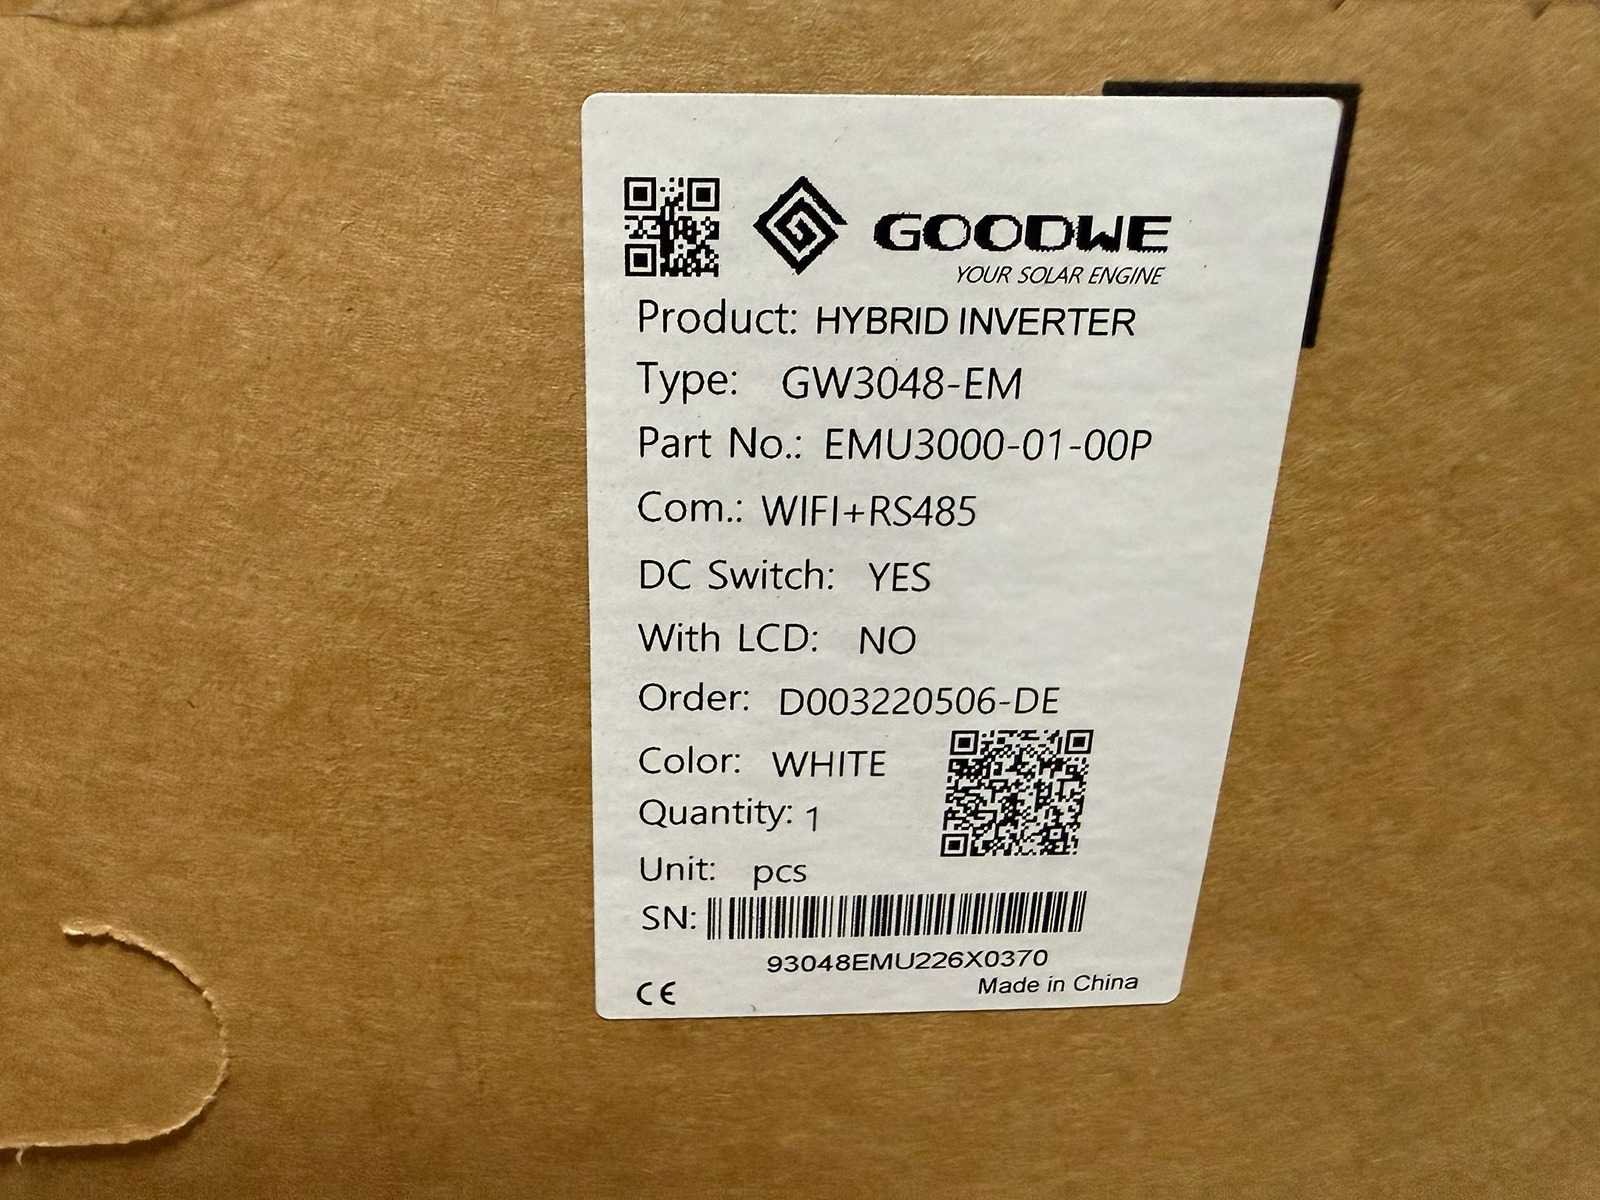 GOODWE
YOUR SOLAR ENGINE
Product: HYBRID INVERTER
Type: GW3048-EM
Part No.: EMU3000-01-00P
Com.: WIFI+RS485
DC Switch: YES
With LCD: NO
Order: D003220506-DE
Color: WHITE
Quantity: 1
Unit: pcs
SN:
93048EMU226X0370
CE
Made in China